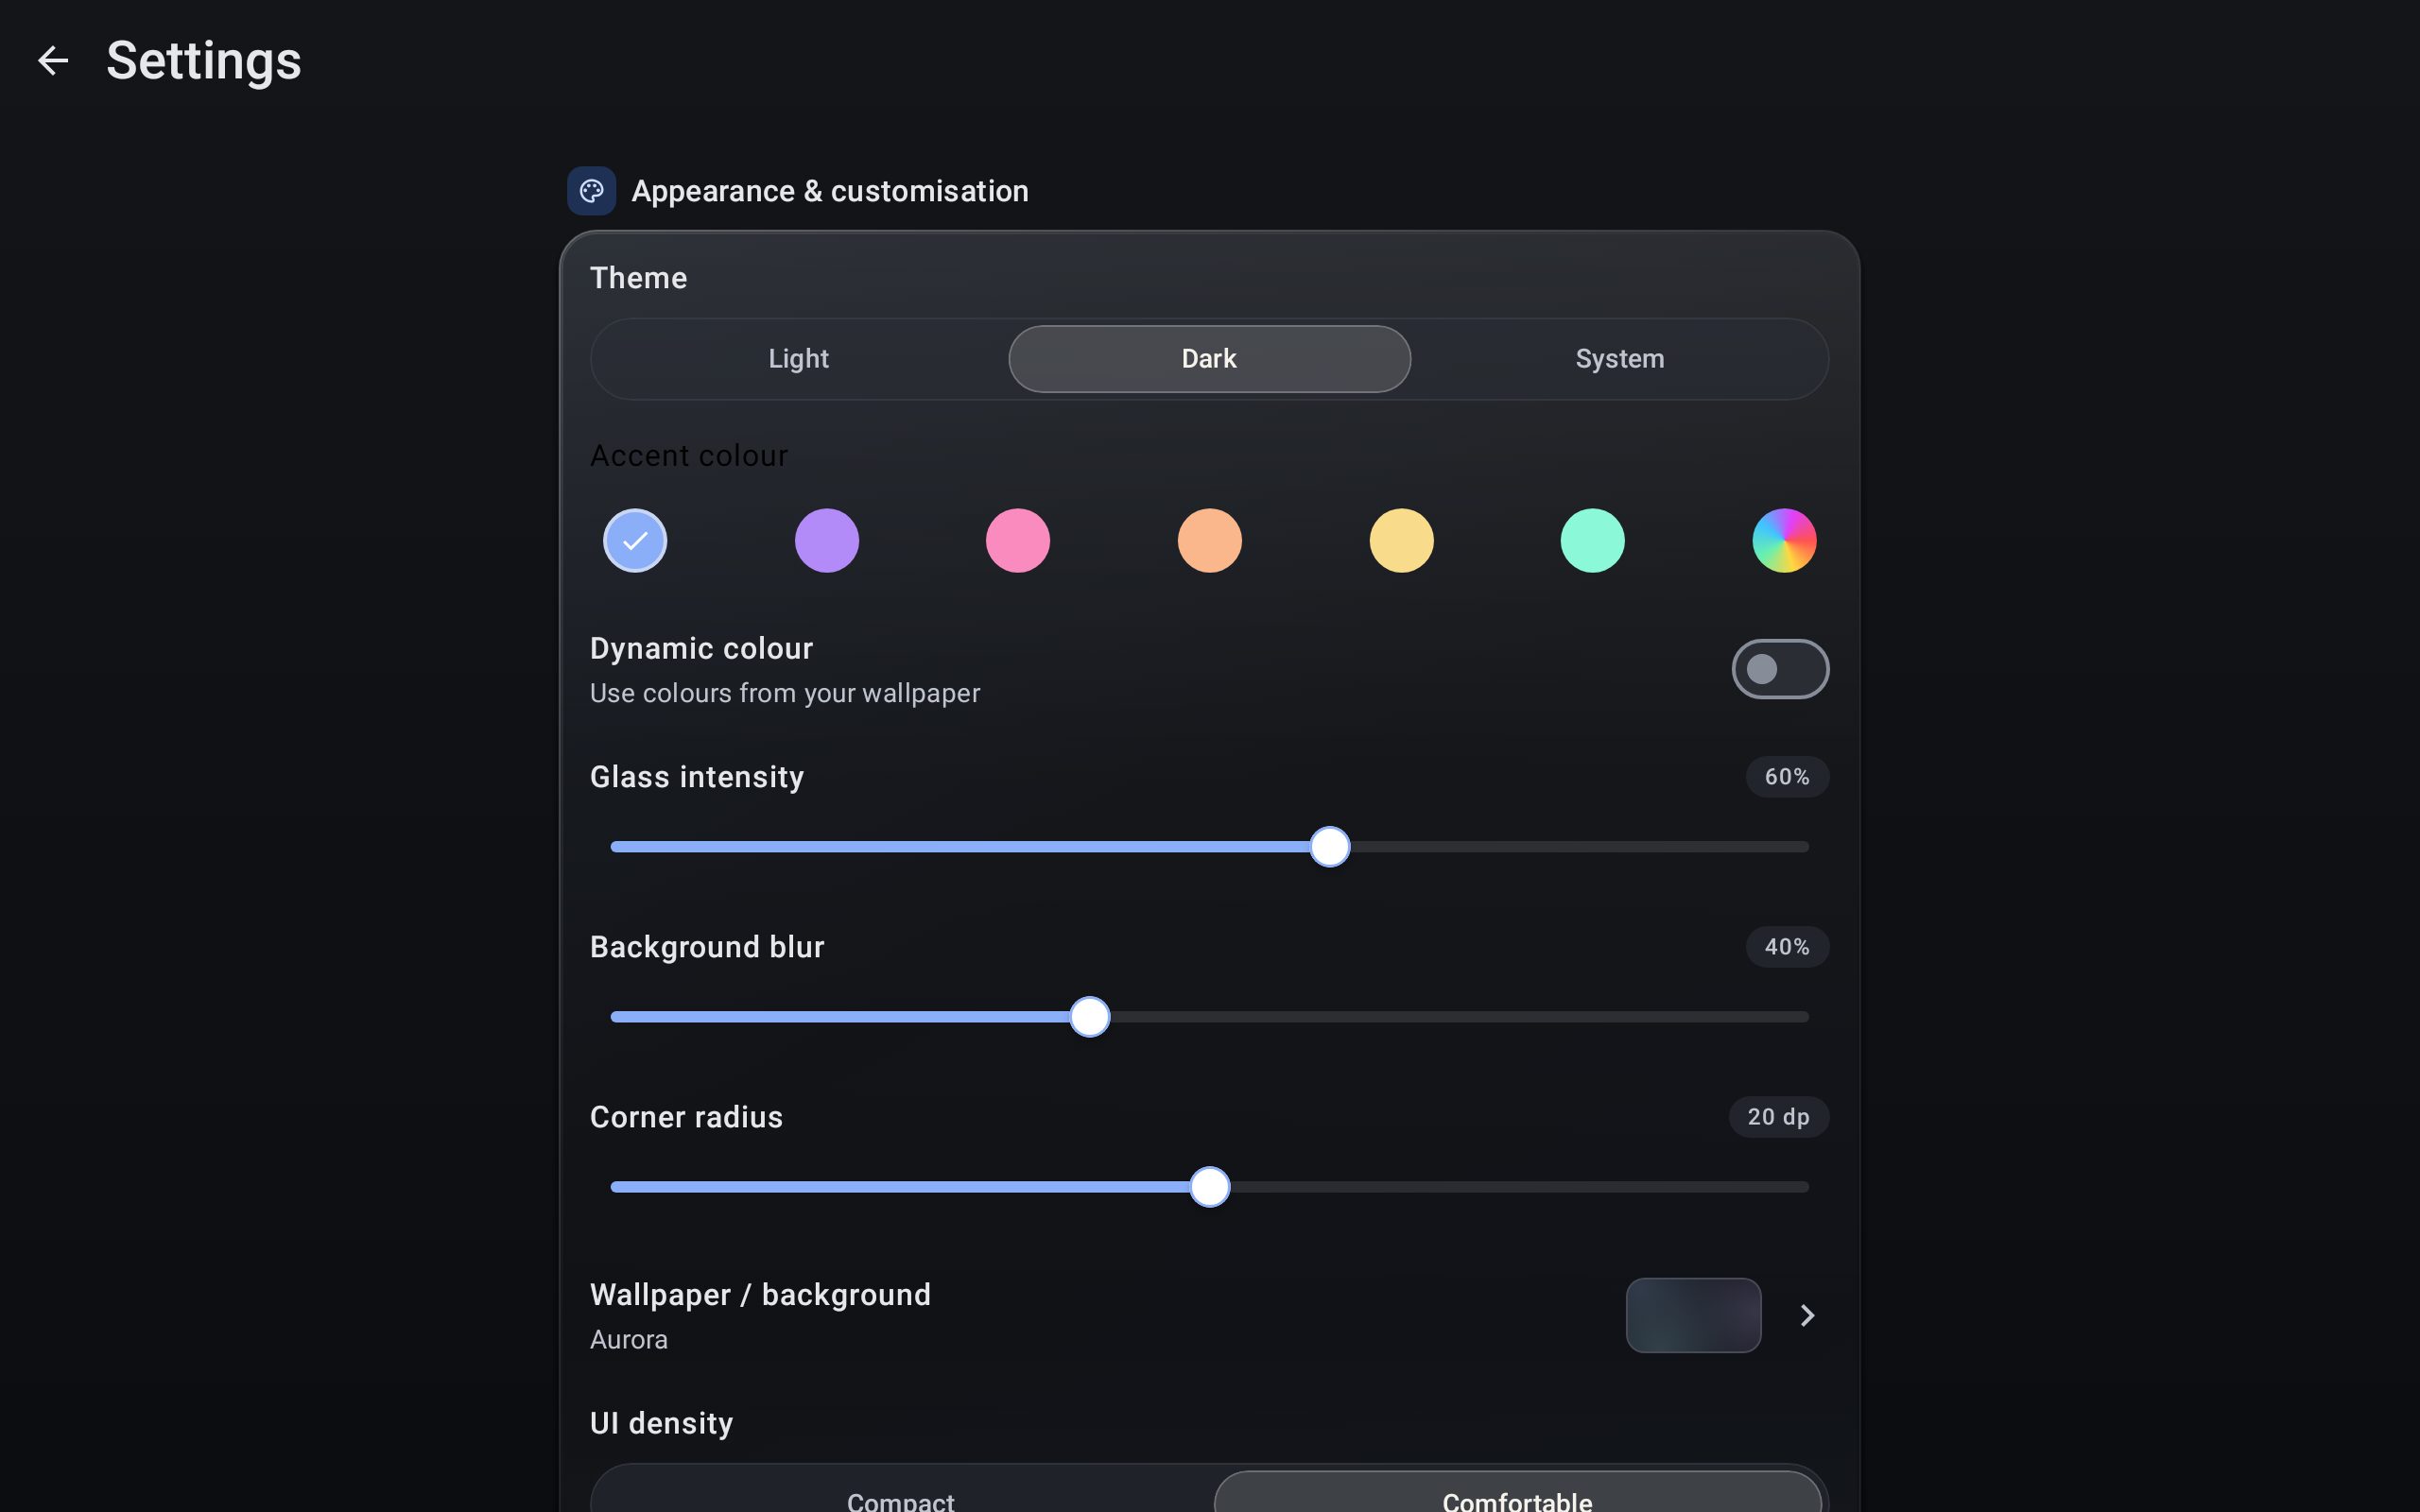 Settings
Appearance & customisation
Theme
Light Dark System
Accent colour
Dynamic colour
Use colours from your wallpaper
Glass intensity 60%
Background blur 40%
Corner radius 20 dp
Wallpaper / background
Aurora
UI density
Compact Comfortable